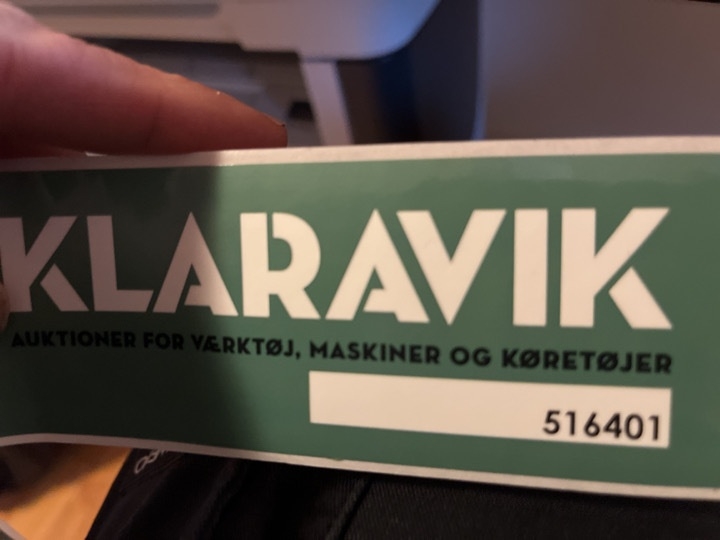 KLARAVIK
AUKTIONER FOR VÆRKTØJ, MASKINER OG KØRETØJER
516401